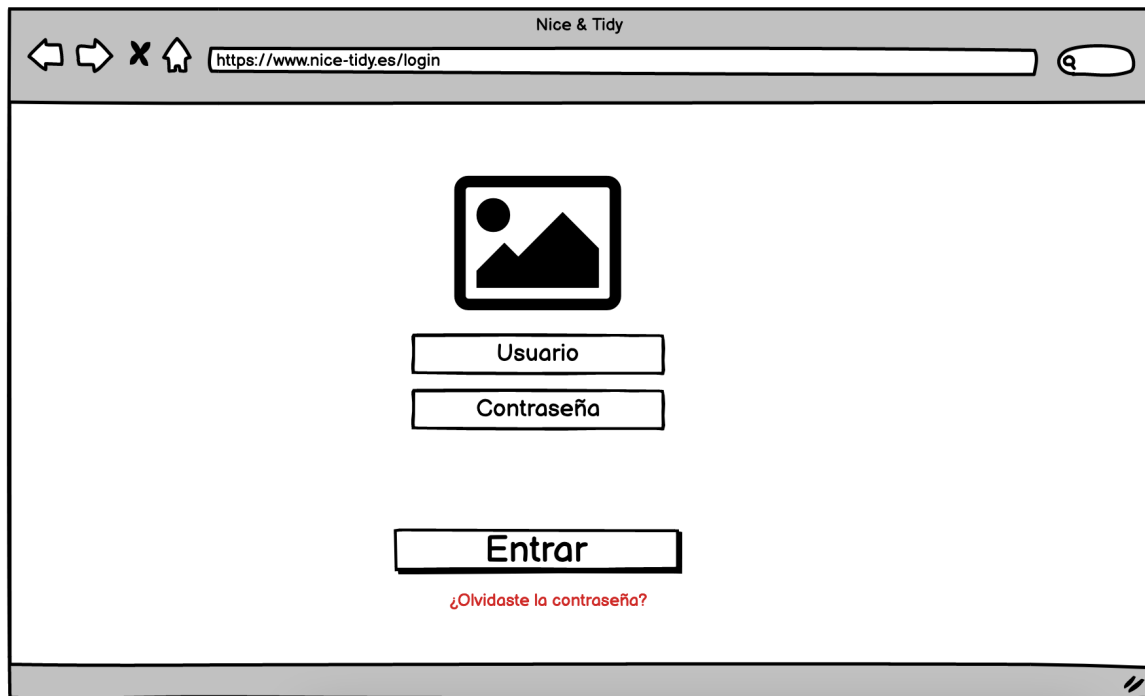 Nice & Tidy
https://www.nice-tidy.es/login
Usuario
Contraseña
Entrar
¿Olvidaste la contraseña?